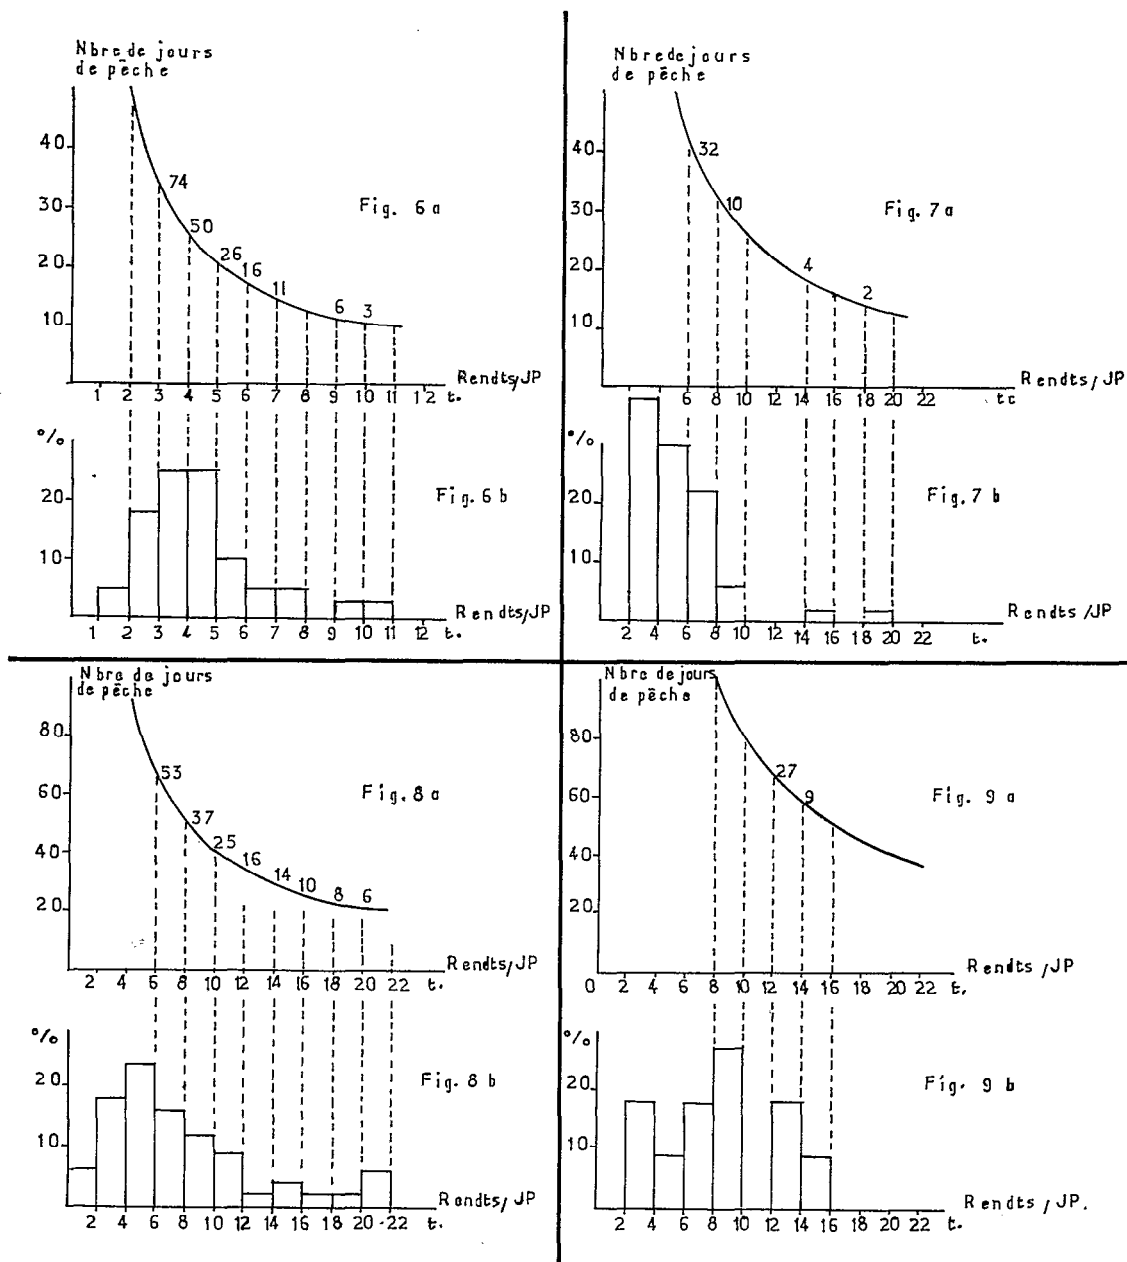 Nbre de jours
de pêche
40
74
30
Fig. 6 a
50
20
26
16
11
6
3
10
Rendts/JP
1 2 3 4 5 6 7 8 9 10 11 12 t.
%
20
Fig. 6 b
10
Rendts/JP
1 2 3 4 5 6 7 8 9 10 11 12 t.
Nbre de jours
de pêche
40
32
30
10
Fig. 7 a
20
4
2
10
Rendts/JP
6 8 10 12 14 16 18 20 22 tc
%
20
Fig. 7 b
10
Rendts /JP
2 4 6 8 10 12 14 16 18 20 22 t.
Nbre de jours
de pêche
80
60
53
Fig. 8 a
37
40
25
16
14
10
8
6
20
Rendts/JP
2 4 6 8 10 12 14 16 18 20 22 t.
%
20
Fig. 8 b
10
Rendts/JP
2 4 6 8 10 12 14 16 18 20 22 t.
Nbre de jours
de pêche
80
27
60
9
Fig. 9 a
40
20
Rendts /JP
0 2 4 6 8 10 12 14 16 20 22 t.
%
20
Fig. 9 b
10
Rendts / JP.
2 4 6 8 10 12 14 16 18 20 22 t.